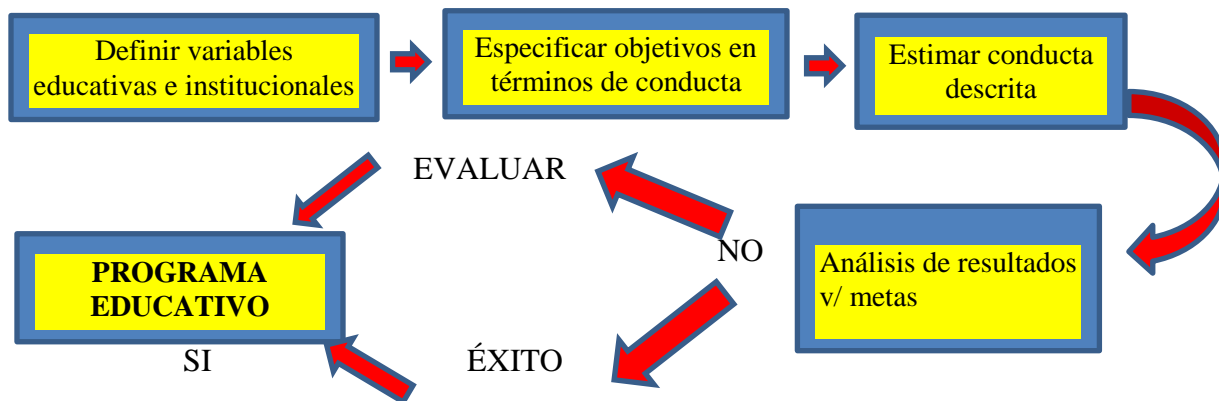 Definir variables
educativas e institucionales
Especificar objetivos en
términos de conducta
Estimar conducta
descrita
EVALUAR
NO
Análisis de resultados
v/ metas
PROGRAMA
EDUCATIVO
SI
ÉXITO